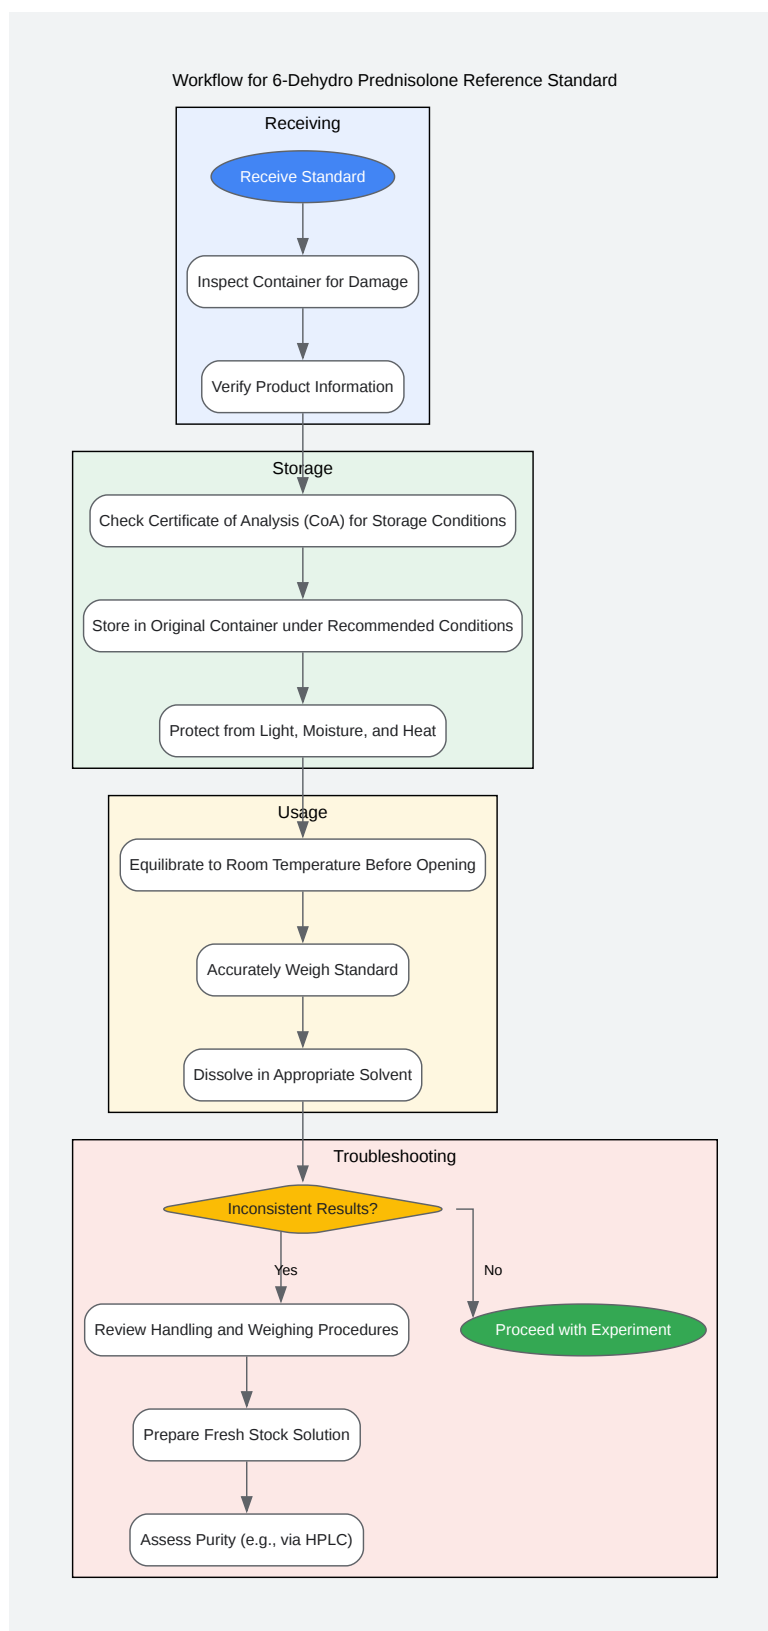 Workflow for 6-Dehydro Prednisolone Reference Standard
Receiving
Receive Standard
Inspect Container for Damage
Verify Product Information
Storage
Check Certificate of Analysis (CoA) for Storage Conditions
Store in Original Container under Recommended Conditions
Protect from Light, Moisture, and Heat
Usage
Equilibrate to Room Temperature Before Opening
Accurately Weigh Standard
Dissolve in Appropriate Solvent
Troubleshooting
Inconsistent Results?
Yes
No
Review Handling and Weighing Procedures
Proceed with Experiment
Prepare Fresh Stock Solution
Assess Purity (e.g., via HPLC)